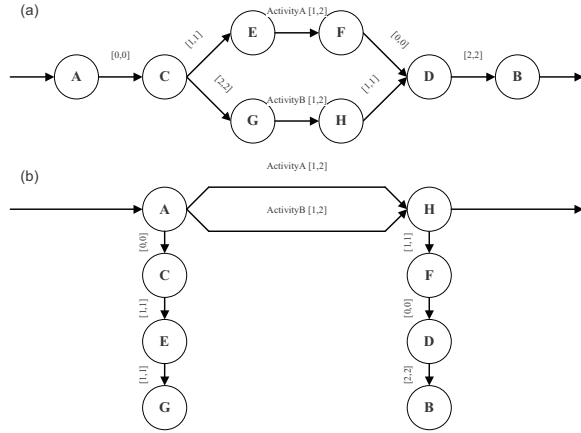 (a)
ActivityA [1,2]
E
F
[1,1]
[0,0]
[0,0]
[2,2]
A
C
D
B
[2,2]
[1,1]
ActivityB [1,2]
G
H
(b)
ActivityA [1,2]
A
ActivityB [1,2]
H
[0,0]
[1,1]
C
F
[1,1]
[0,0]
E
D
[1,1]
[2,2]
G
B